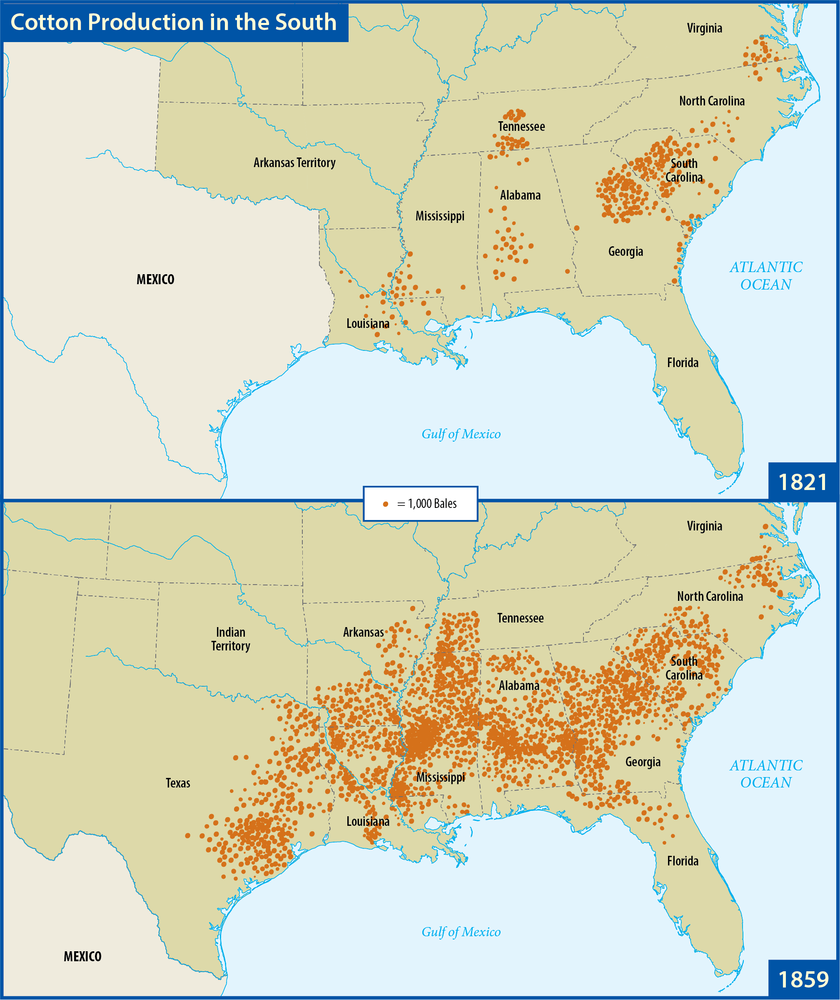 Cotton Production in the South
Virginia
North Carolina
Tennessee
Arkansas Territory
South
Carolina
Alabama
Mississippi
Georgia
MEXICO
ATLANTIC
OCEAN
Louisiana
Florida
Gulf of Mexico
1821
= 1,000 Bales
Virginia
North Carolina
Tennessee
Arkansas
Indian
Territory
South
Carolina
Alabama
Georgia
ATLANTIC
OCEAN
Mississippi
Texas
Louisiana
Florida
Gulf of Mexico
MEXICO
1859